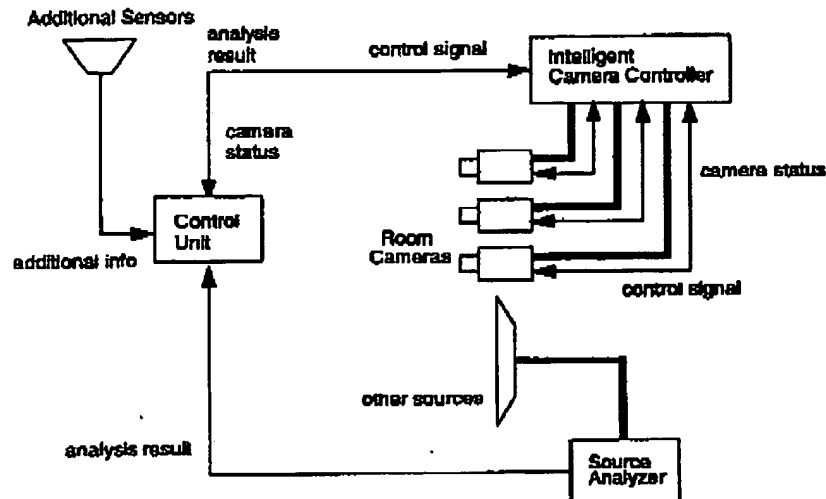 Additional Sensors
analysis
result
control signal
Intelligent
Camera Controller
camera
status
camera status
Control
Unit
Room
Cameras
additional info
control signal
other sources
analysis result
Source
Analyzer